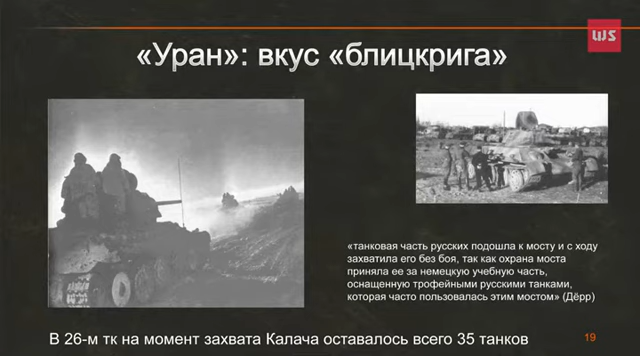 WS
«Уран»: вкус «блицкрига»
«танковая часть русских подошла к мосту и с ходу
захватила его без боя, так как охрана моста
приняла ее за немецкую учебную часть,
оснащенную трофейными русскими танками,
которая часто пользовалась этим мостом» (Дёрр)
В 26-м тк на момент захвата Калача оставалось всего 35 танков
19